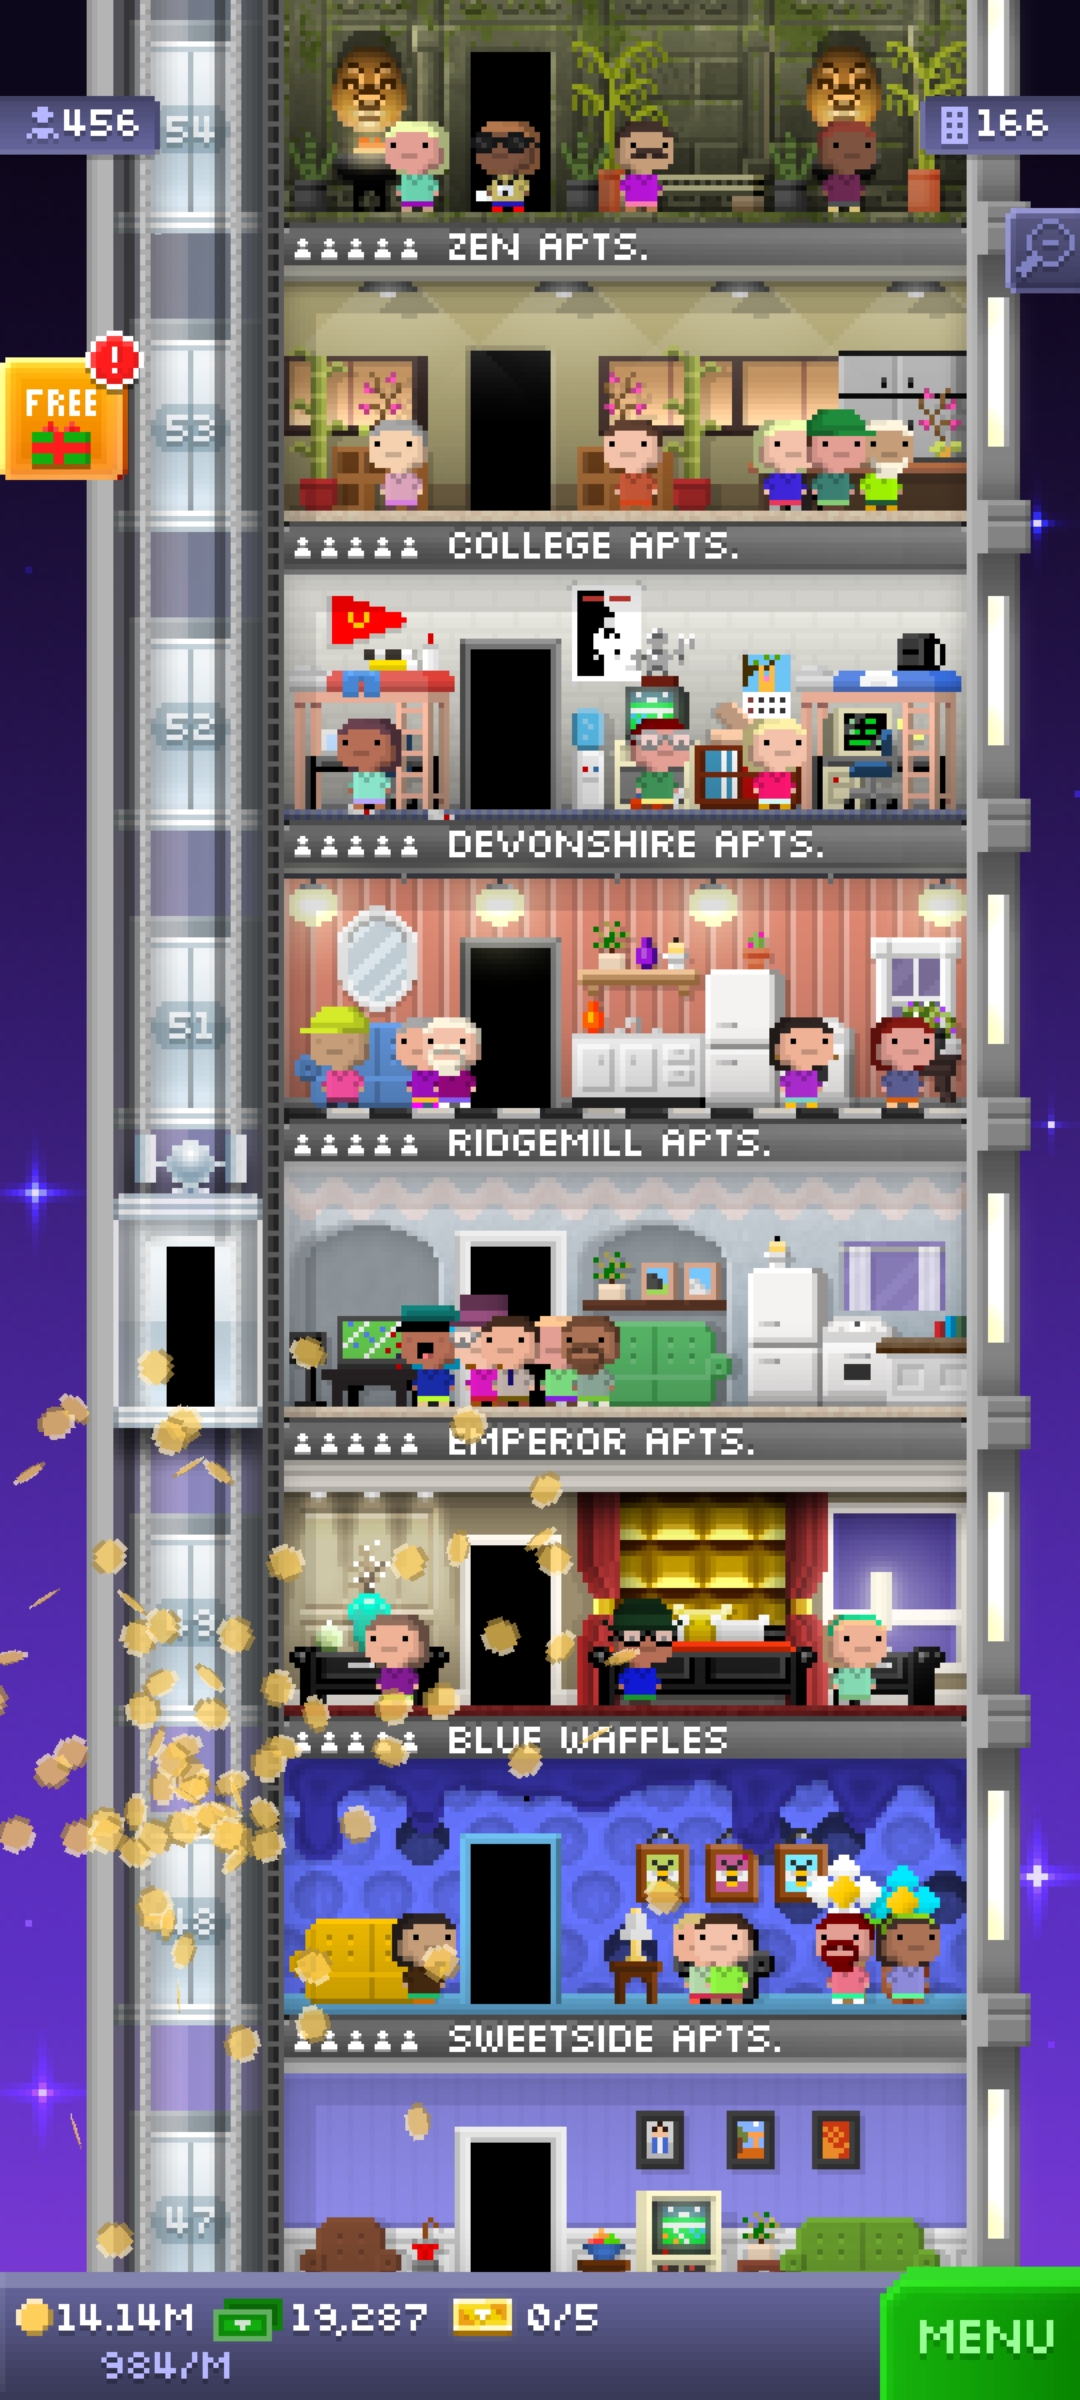 456
54
166
ZEN APTS.
FREE
!
53
COLLEGE APTS.
52
DEVONSHIRE APTS.
51
RIDGEMILL APTS.
EMPEROR APTS.
BLUE WAFFLES
48
SWEETSIDE APTS.
47
14.14M
19,287
0/5
984/M
MENU